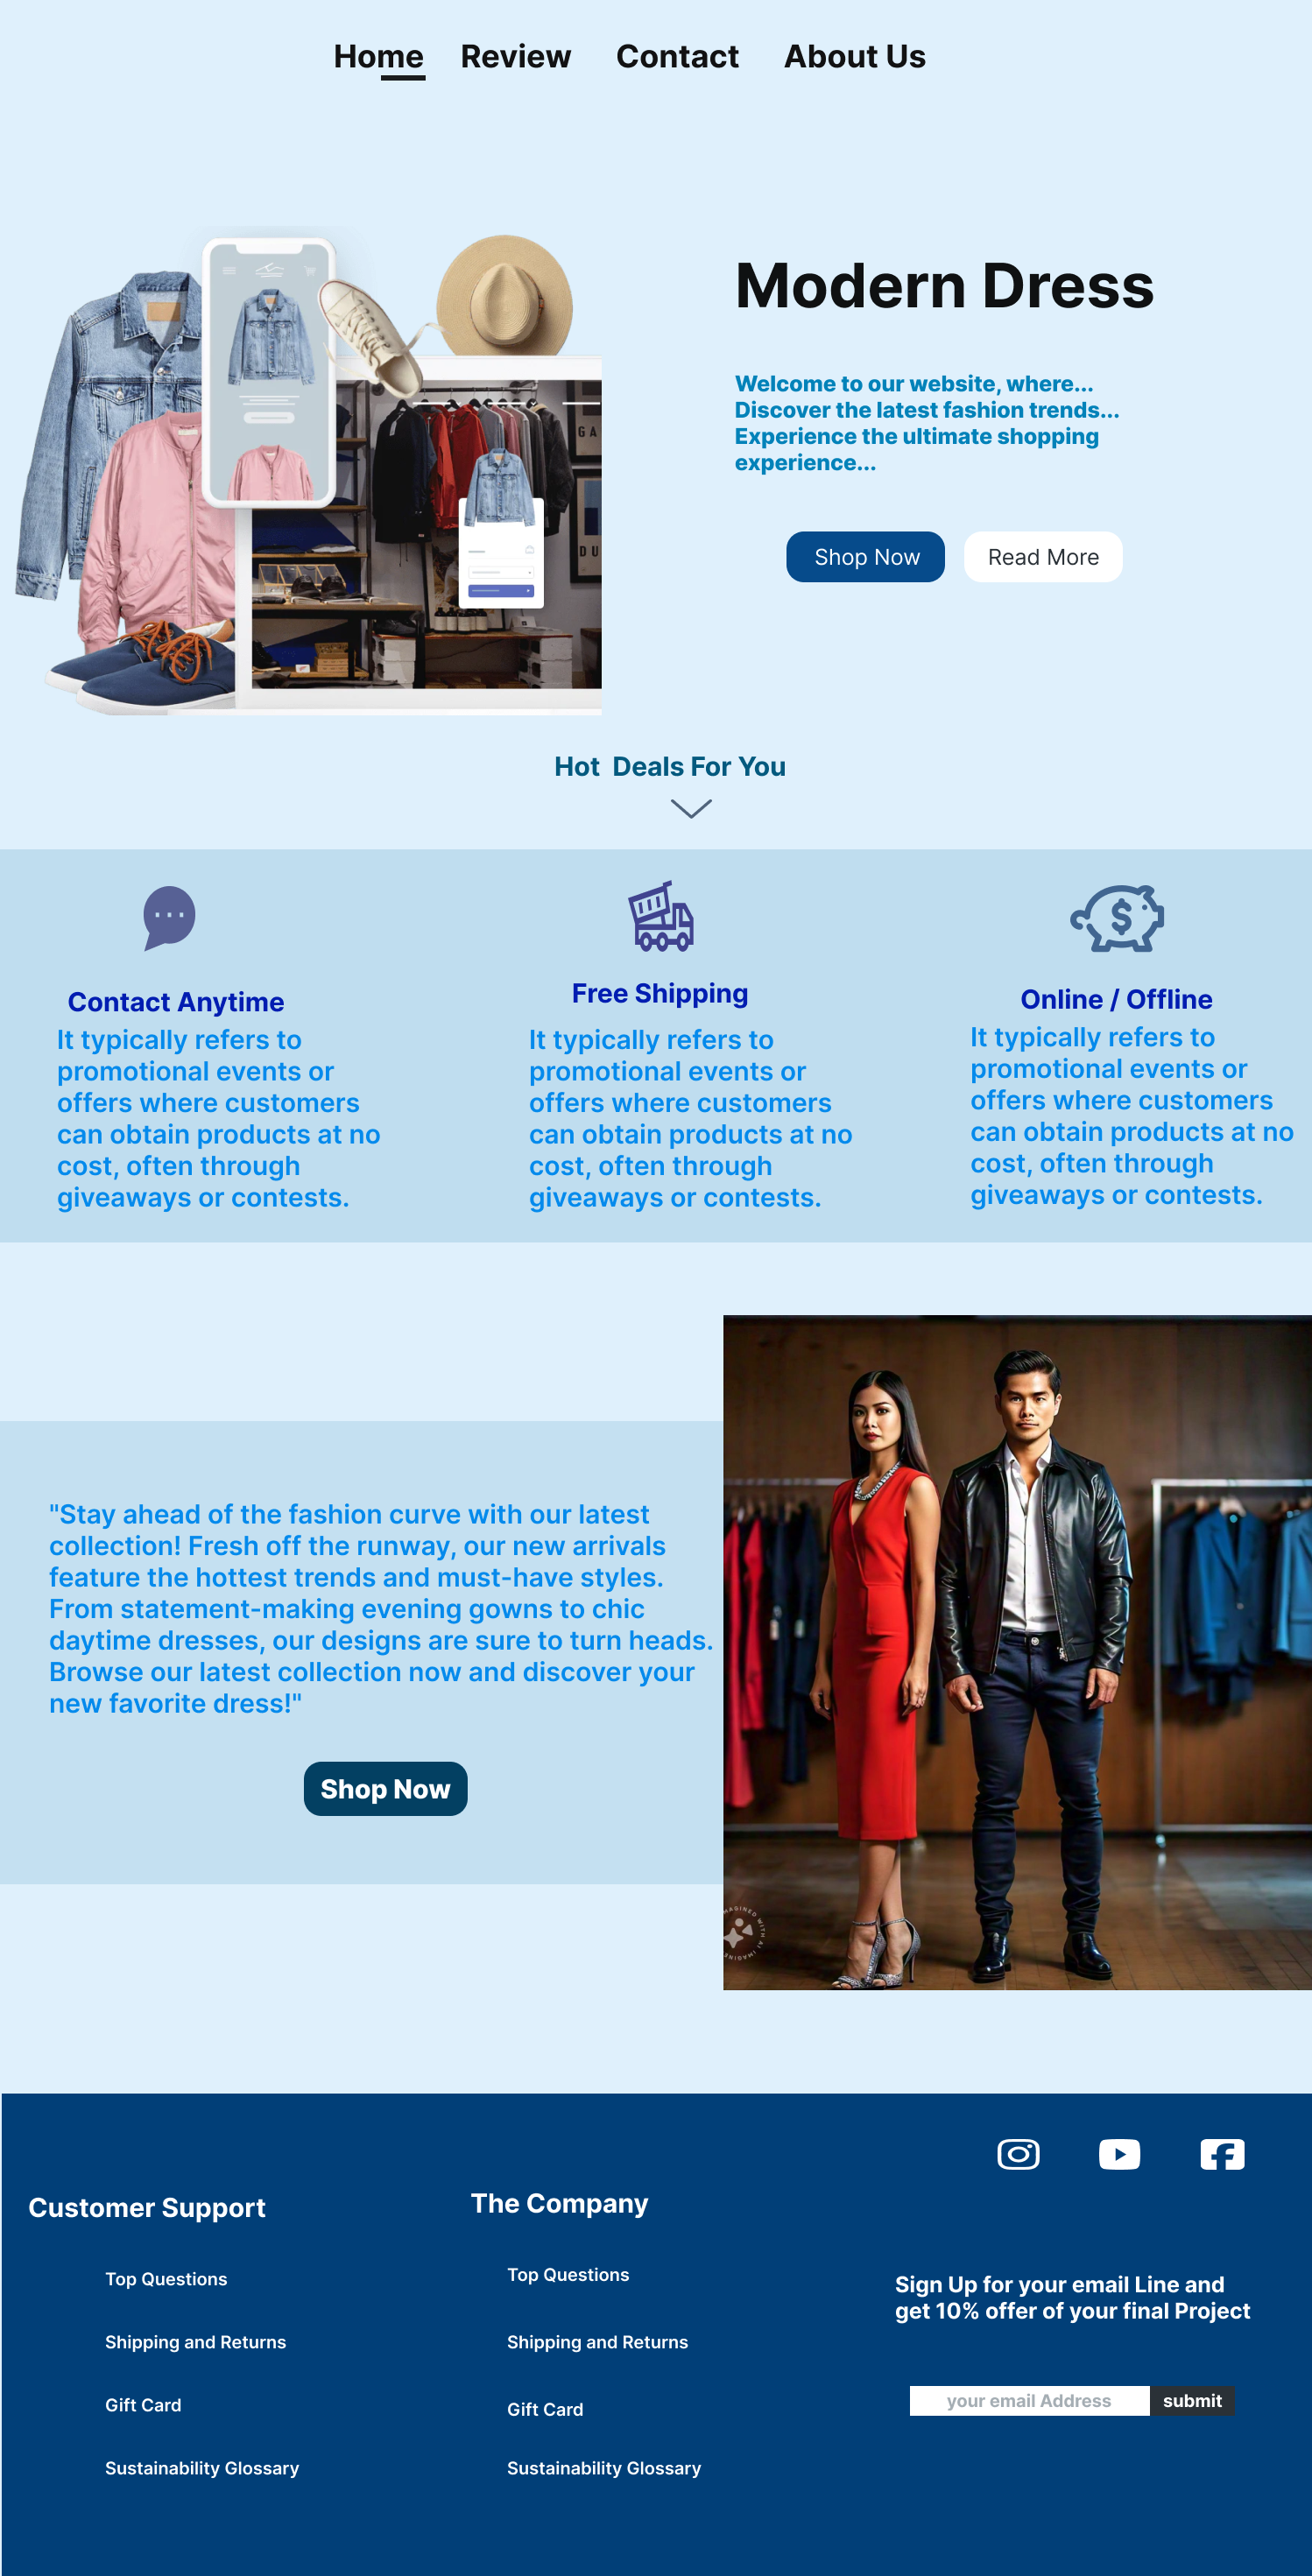 Home Review Contact About Us
Modern Dress
Welcome to our website, where...
Discover the latest fashion trends...
Experience the ultimate shopping
experience...
Shop Now Read More
GA
DU
Hot Deals For You
Contact Anytime
It typically refers to
promotional events or
offers where customers
can obtain products at no
cost, often through
giveaways or contests.
Free Shipping
It typically refers to
promotional events or
offers where customers
can obtain products at no
cost, often through
giveaways or contests.
Online / Offline
It typically refers to
promotional events or
offers where customers
can obtain products at no
cost, often through
giveaways or contests.
"Stay ahead of the fashion curve with our latest
collection! Fresh off the runway, our new arrivals
feature the hottest trends and must-have styles.
From statement-making evening gowns to chic
daytime dresses, our designs are sure to turn heads.
Browse our latest collection now and discover your
new favorite dress!"
Shop Now
MAGINED WITH AI IMAGINE
Customer Support
Top Questions
Shipping and Returns
Gift Card
Sustainability Glossary
The Company
Top Questions
Shipping and Returns
Gift Card
Sustainability Glossary
Sign Up for your email Line and
get 10% offer of your final Project
your email Address submit